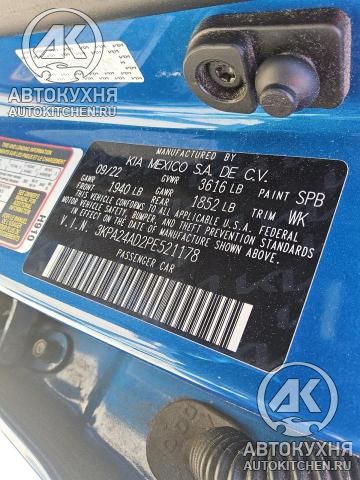 АК
АВТОКУХНЯ
AUTOKITCHEN.RU
MANUFACTURED BY
KIA MEXICO S.A. DE C.V.
09/22 GVWR 3616 LB
GAWR FRONT 1940 LB GAWR REAR 1852 LB PAINT SPB
TRIM WK
THIS VEHICLE CONFORMS TO ALL APPLICABLE U.S.A. FEDERAL
MOTOR VEHICLE SAFETY BUMPER, AND THEFT PREVENTION STANDARDS
IN EFFECT ON THE DATE OF MANUFACTURE SHOWN ABOVE.
V.I.N. 3KPA24AD2PE521178
PASSENGER CAR
H910
АК
АВТОКУХНЯ
AUTOKITCHEN.RU